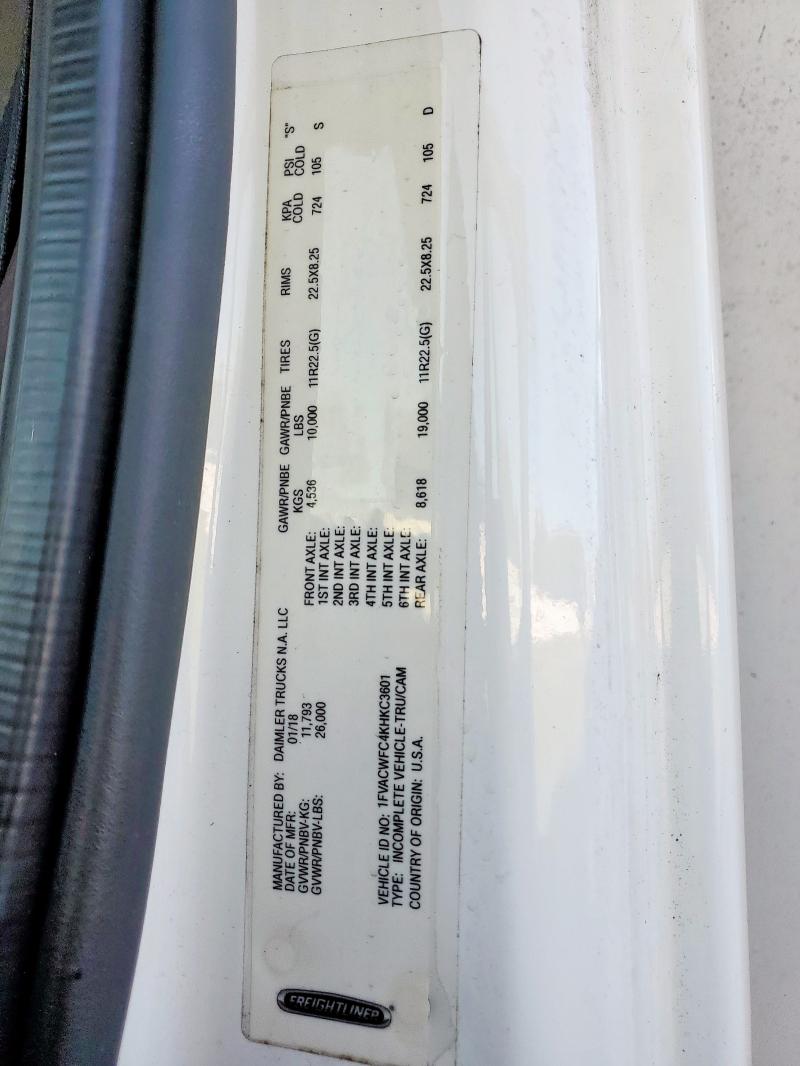 FREIGHTLINER
MANUFACTURED BY: DAIMLER TRUCKS N.A. LLC
DATE OF MFR: 01/18
GVWR/PNBV-KG: 11,793
GVWR/PNBV-LBS: 26,000
VEHICLE ID NO: 1FVACWFC4KHKC3601
TYPE: INCOMPLETE VEHICLE-TRU/CAM
COUNTRY OF ORIGIN: U.S.A.
GAWR/PNBE GAWR/PNBE TIRES RIMS KPA PSI "S"
KGS LBS COLD COLD
FRONT AXLE: 4,536 10,000 11R22.5(G) 22.5X8.25 724 105 S
1ST INT AXLE:
2ND INT AXLE:
3RD INT AXLE:
4TH INT AXLE:
5TH INT AXLE:
6TH INT AXLE:
REAR AXLE: 8,618 19,000 11R22.5(G) 22.5X8.25 724 105 D